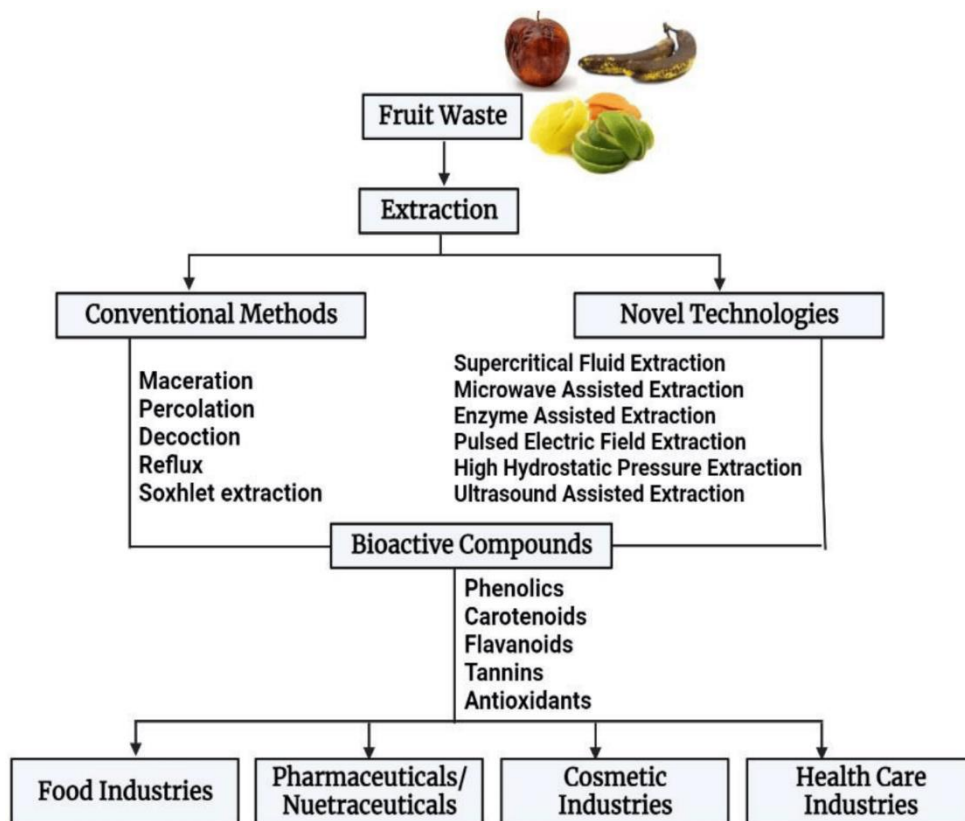 Fruit Waste
Extraction
Conventional Methods
Novel Technologies
Maceration
Percolation
Decoction
Reflux
Soxhlet extraction
Supercritical Fluid Extraction
Microwave Assisted Extraction
Enzyme Assisted Extraction
Pulsed Electric Field Extraction
High Hydrostatic Pressure Extraction
Ultrasound Assisted Extraction
Bioactive Compounds
Phenolics
Carotenoids
Flavanoids
Tannins
Antioxidants
Food Industries
Pharmaceuticals/
Nuetraceuticals
Cosmetic
Industries
Health Care
Industries